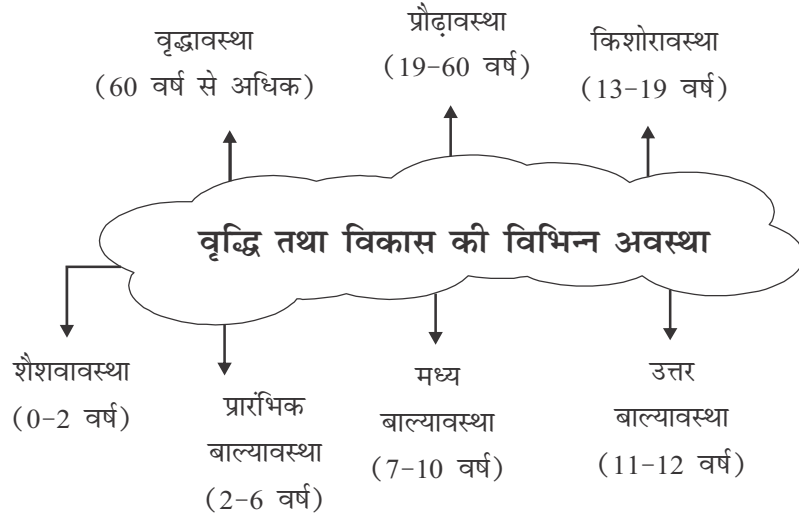 वृद्धावस्था
(60 वर्ष से अधिक)
प्रौढ़ावस्था
(19-60 वर्ष)
किशोरावस्था
(13-19 वर्ष)
वृद्धि तथा विकास की विभिन्न अवस्था
शैशवावस्था
(0-2 वर्ष)
प्रारंभिक
बाल्यावस्था
(2-6 वर्ष)
मध्य
बाल्यावस्था
(7-10 वर्ष)
उत्तर
बाल्यावस्था
(11-12 वर्ष)